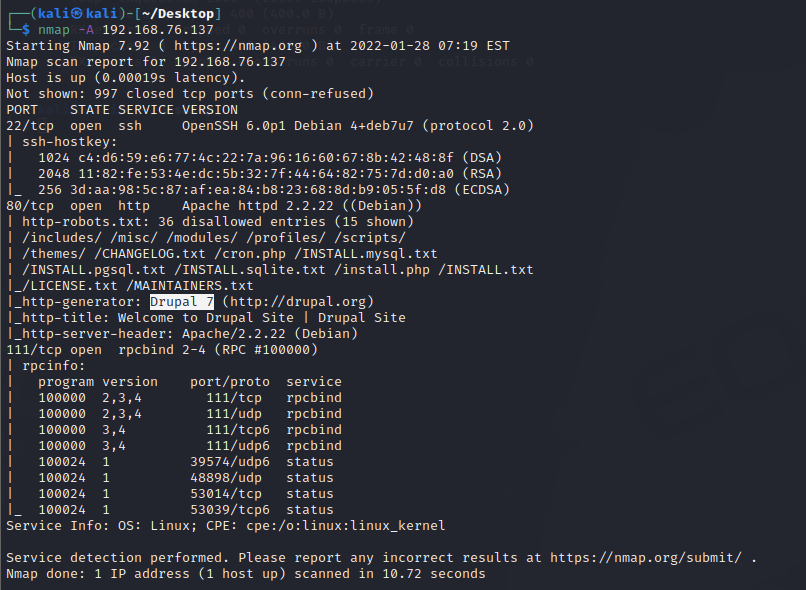 ┌──(kali㉿kali)-[~/Desktop]
└─$ nmap -A 192.168.76.137
Starting Nmap 7.92 ( https://nmap.org ) at 2022-01-28 07:19 EST
Nmap scan report for 192.168.76.137
Host is up (0.00019s latency).
Not shown: 997 closed tcp ports (conn-refused)
PORT    STATE SERVICE VERSION
22/tcp  open  ssh     OpenSSH 6.0p1 Debian 4+deb7u7 (protocol 2.0)
| ssh-hostkey:
|   1024 c4:d6:59:e6:77:4c:22:7a:96:16:60:67:8b:42:48:8f (DSA)
|   2048 11:82:fe:53:4e:dc:5b:32:7f:44:64:82:75:7d:d0:a0 (RSA)
|_  256 3d:aa:98:5c:87:af:ea:84:b8:23:68:8d:b9:05:5f:d8 (ECDSA)
80/tcp  open  http    Apache httpd 2.2.22 ((Debian))
| http-robots.txt: 36 disallowed entries (15 shown)
| /includes/ /misc/ /modules/ /profiles/ /scripts/
| /themes/ /CHANGELOG.txt /cron.php /INSTALL.mysql.txt
| /INSTALL.pgsql.txt /INSTALL.sqlite.txt /install.php /INSTALL.txt
|_/LICENSE.txt /MAINTAINERS.txt
|_http-generator: Drupal 7 (http://drupal.org)
|_http-title: Welcome to Drupal Site | Drupal Site
|_http-server-header: Apache/2.2.22 (Debian)
111/tcp open  rpcbind 2-4 (RPC #100000)
| rpcinfo:
|   program version    port/proto  service
|   100000  2,3,4        111/tcp   rpcbind
|   100000  2,3,4        111/udp   rpcbind
|   100000  3,4          111/tcp6  rpcbind
|   100000  3,4          111/udp6  rpcbind
|   100024  1          39574/udp6  status
|   100024  1          48898/udp   status
|   100024  1          53014/tcp   status
|_  100024  1          53039/tcp6  status
Service Info: OS: Linux; CPE: cpe:/o:linux:linux_kernel
Service detection performed. Please report any incorrect results at https://nmap.org/submit/ .
Nmap done: 1 IP address (1 host up) scanned in 10.72 seconds